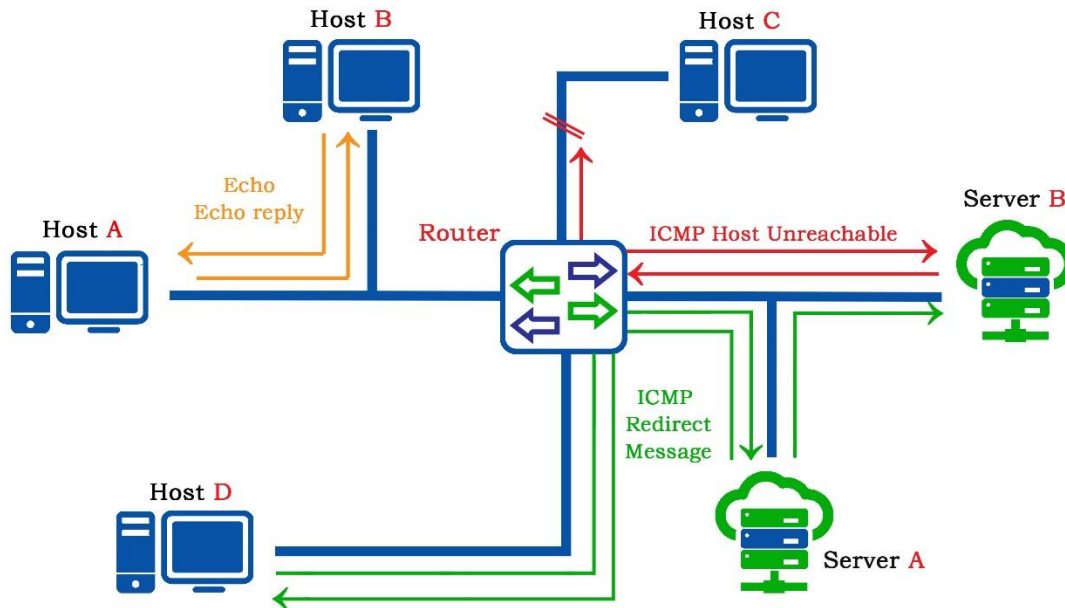 Host B
Host C
Echo
Echo reply
Host A
Router
ICMP Host Unreachable
Server B
ICMP
Redirect
Message
Host D
Server A